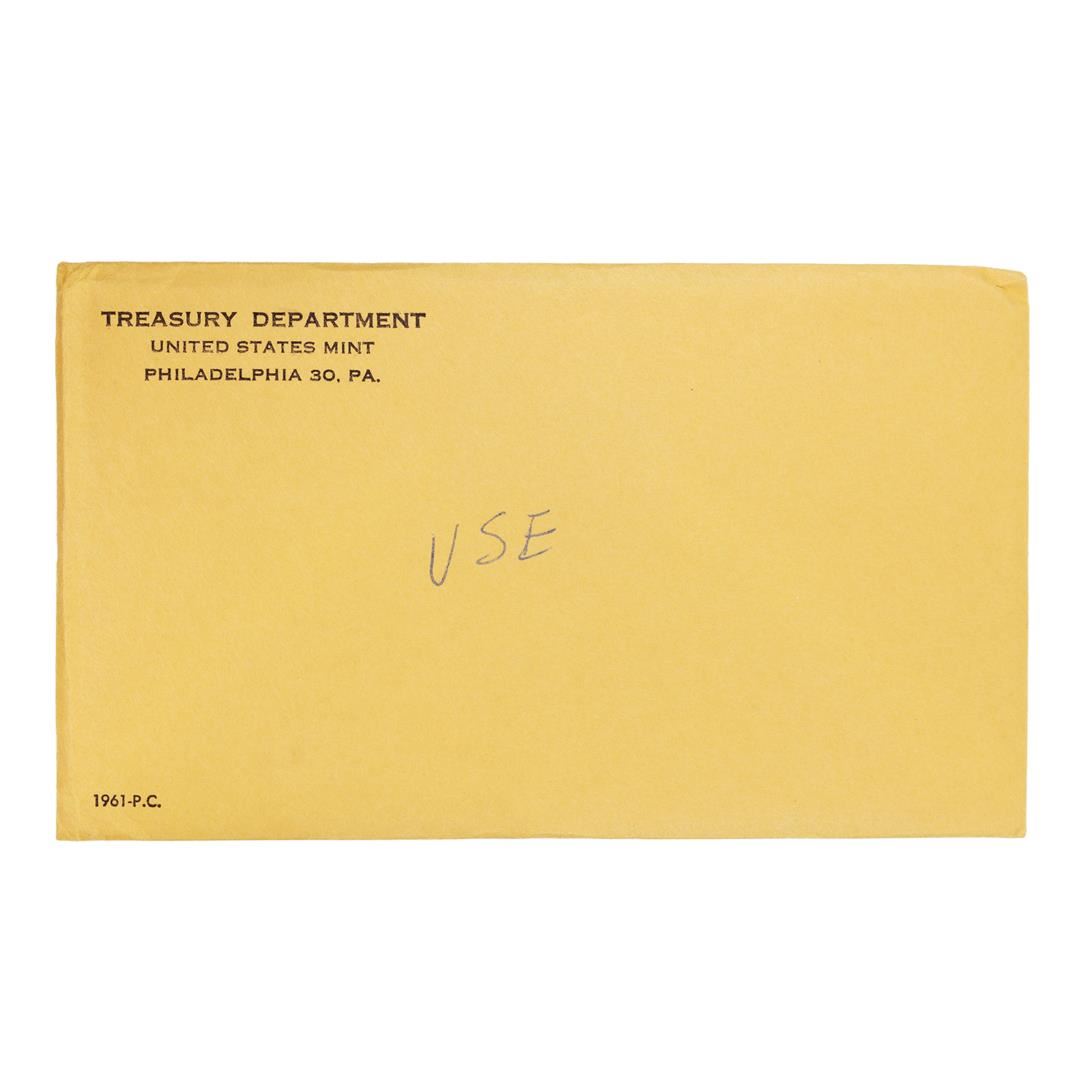 TREASURY DEPARTMENT
UNITED STATES MINT
PHILADELPHIA 30, PA.
USE
1961-P.C.